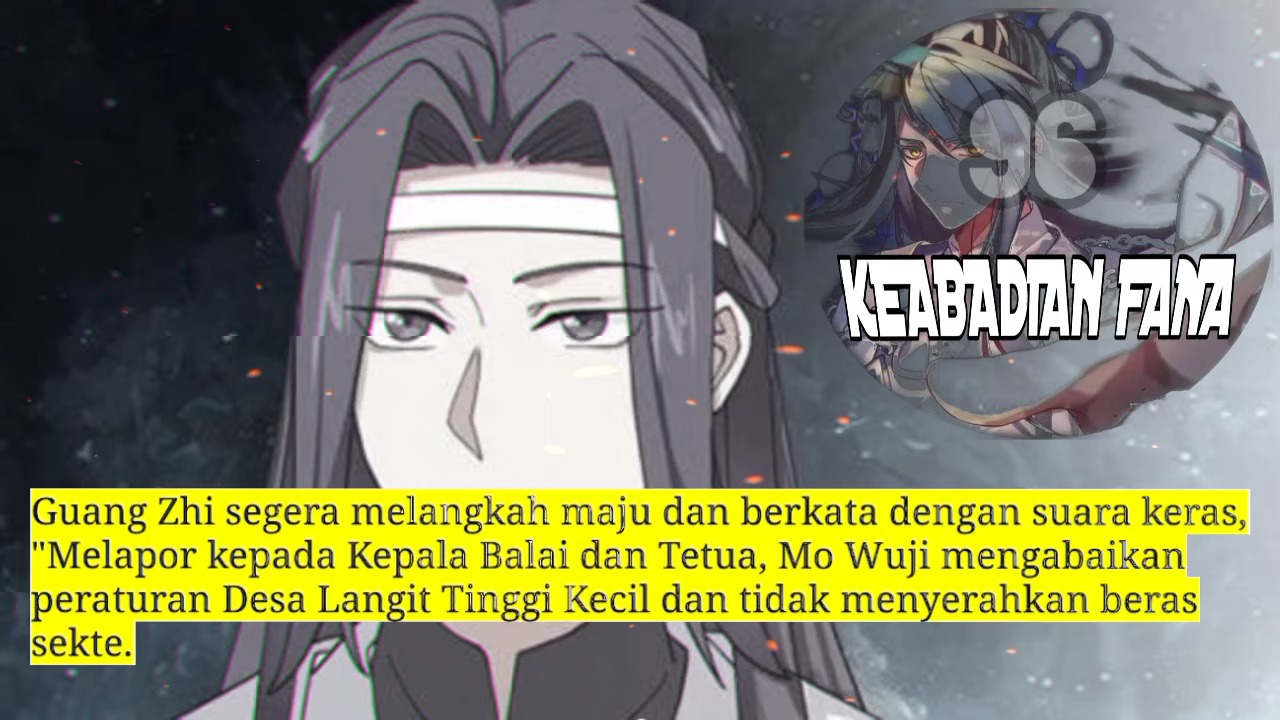 96
KEABADIAN FANA
Guang Zhi segera melangkah maju dan berkata dengan suara keras,
"Melapor kepada Kepala Balai dan Tetua, Mo Wuji mengabaikan
peraturan Desa Langit Tinggi Kecil dan tidak menyerahkan beras
sekte.